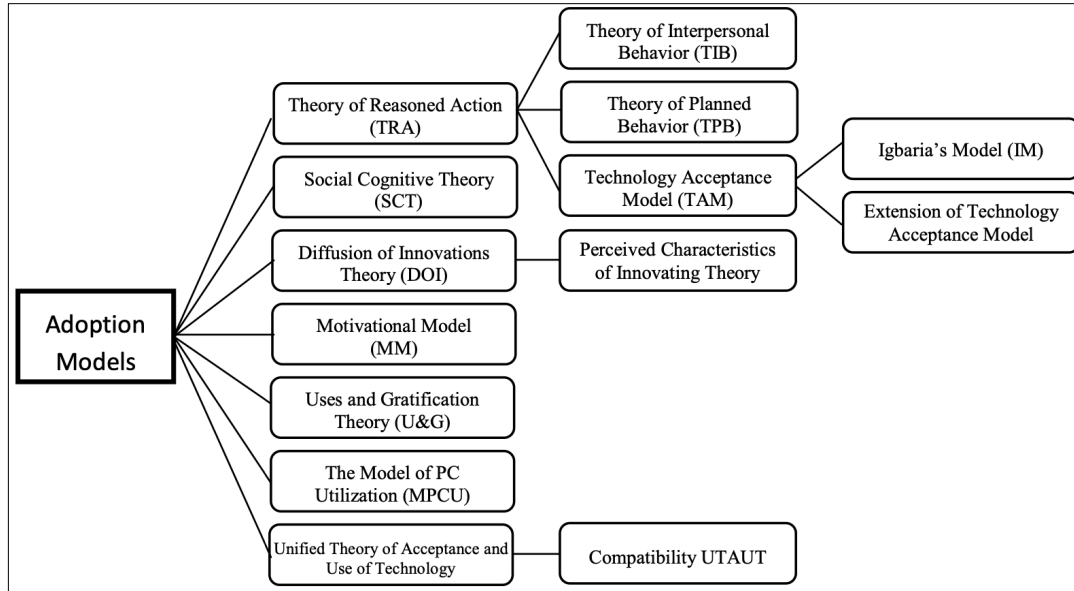 Adoption
Models
Theory of Reasoned Action
(TRA)
Social Cognitive Theory
(SCT)
Diffusion of Innovations
Theory (DOI)
Motivational Model
(MM)
Uses and Gratification
Theory (U&G)
The Model of PC
Utilization (MPCU)
Unified Theory of Acceptance and
Use of Technology
Theory of Interpersonal
Behavior (TIB)
Theory of Planned
Behavior (TPB)
Technology Acceptance
Model (TAM)
Perceived Characteristics
of Innovating Theory
Compatibility UTAUT
Igbaria’s Model (IM)
Extension of Technology
Acceptance Model